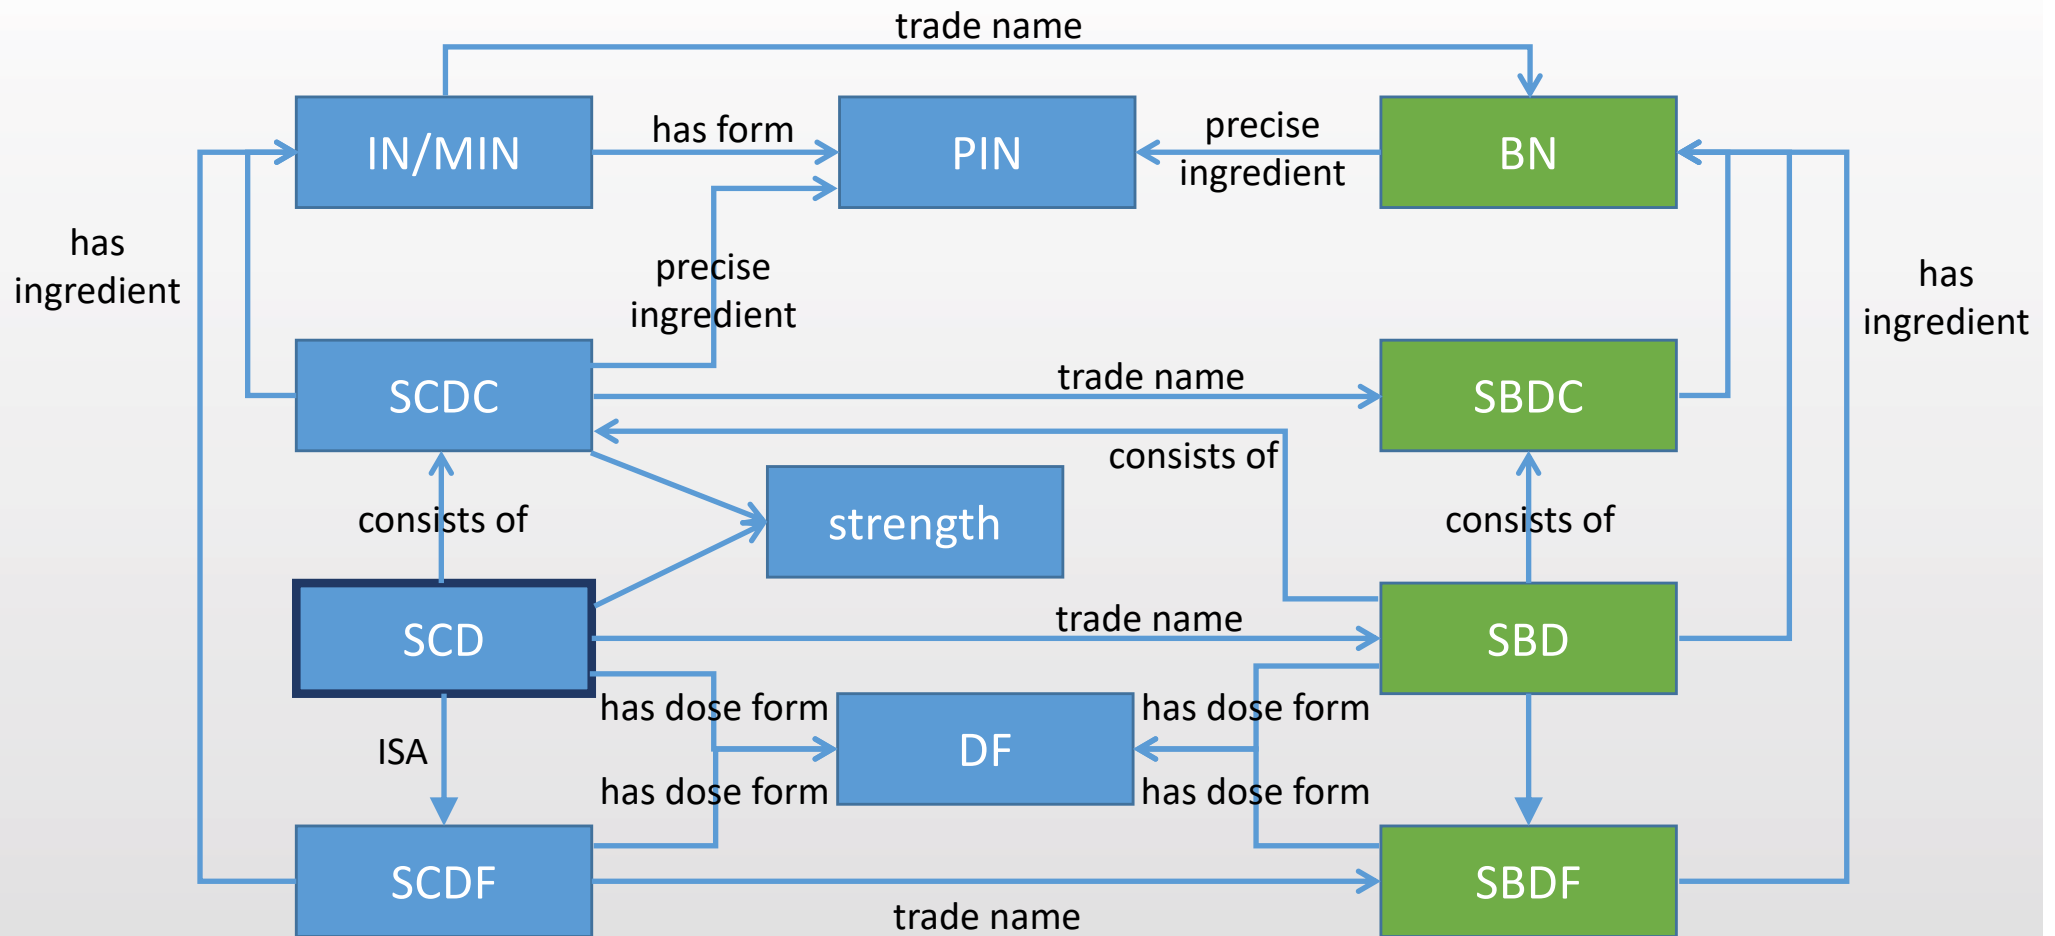 trade name
IN/MIN
has form
PIN
precise
ingredient
BN
has
ingredient
precise
ingredient
has
ingredient
SCDC
trade name
SBDC
consists of
consists of
strength
consists of
SCD
trade name
SBD
has dose form
has dose form
ISA
DF
has dose form
has dose form
SCDF
trade name
SBDF